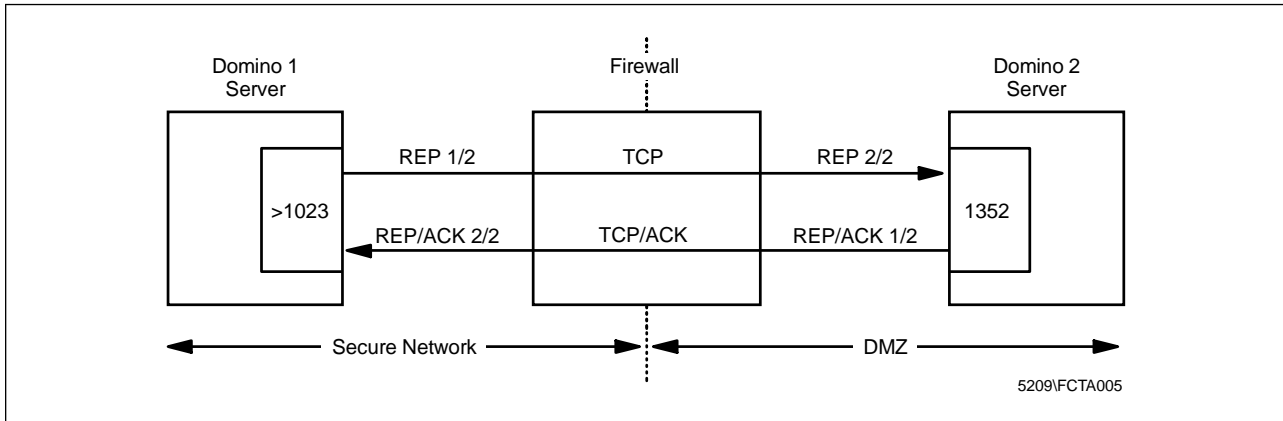 Domino 1
Server
Firewall
Domino 2
Server
REP 1/2
TCP
REP 2/2
>1023
1352
REP/ACK 2/2
TCP/ACK
REP/ACK 1/2
Secure Network
DMZ
5209\FCTA005